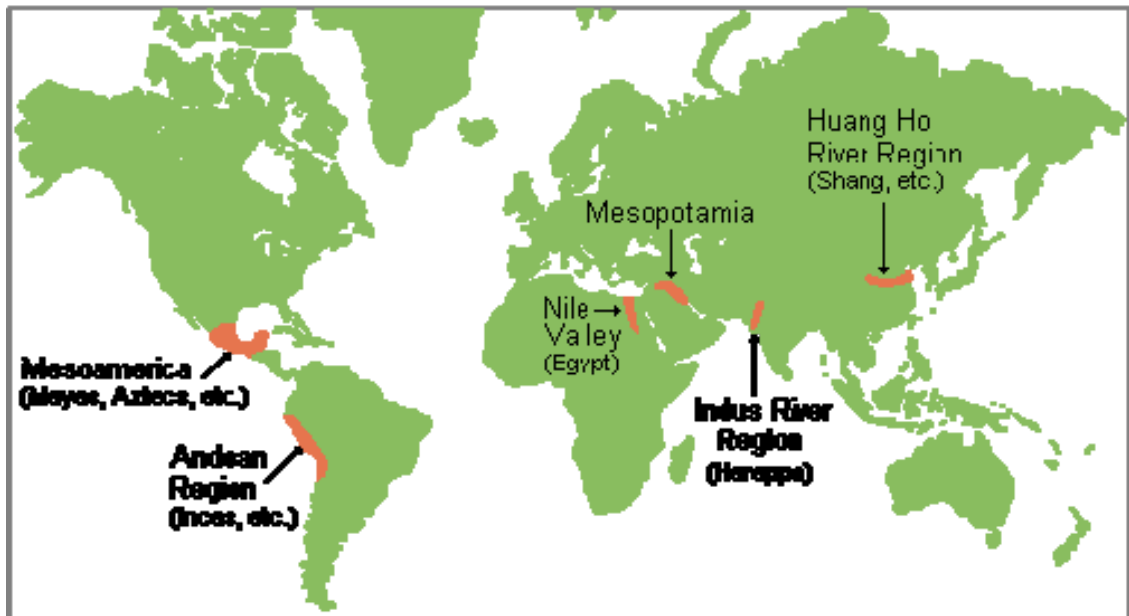 Huang Ho
River Region
(Shang, etc.)
Mesopotamia
Nile
Valey
(Egypt)
Mesoamerica
(Mayas, Aztecs, etc.)
Indus River
Region
(Harappa)
Andean
Region
(Incas, etc.)